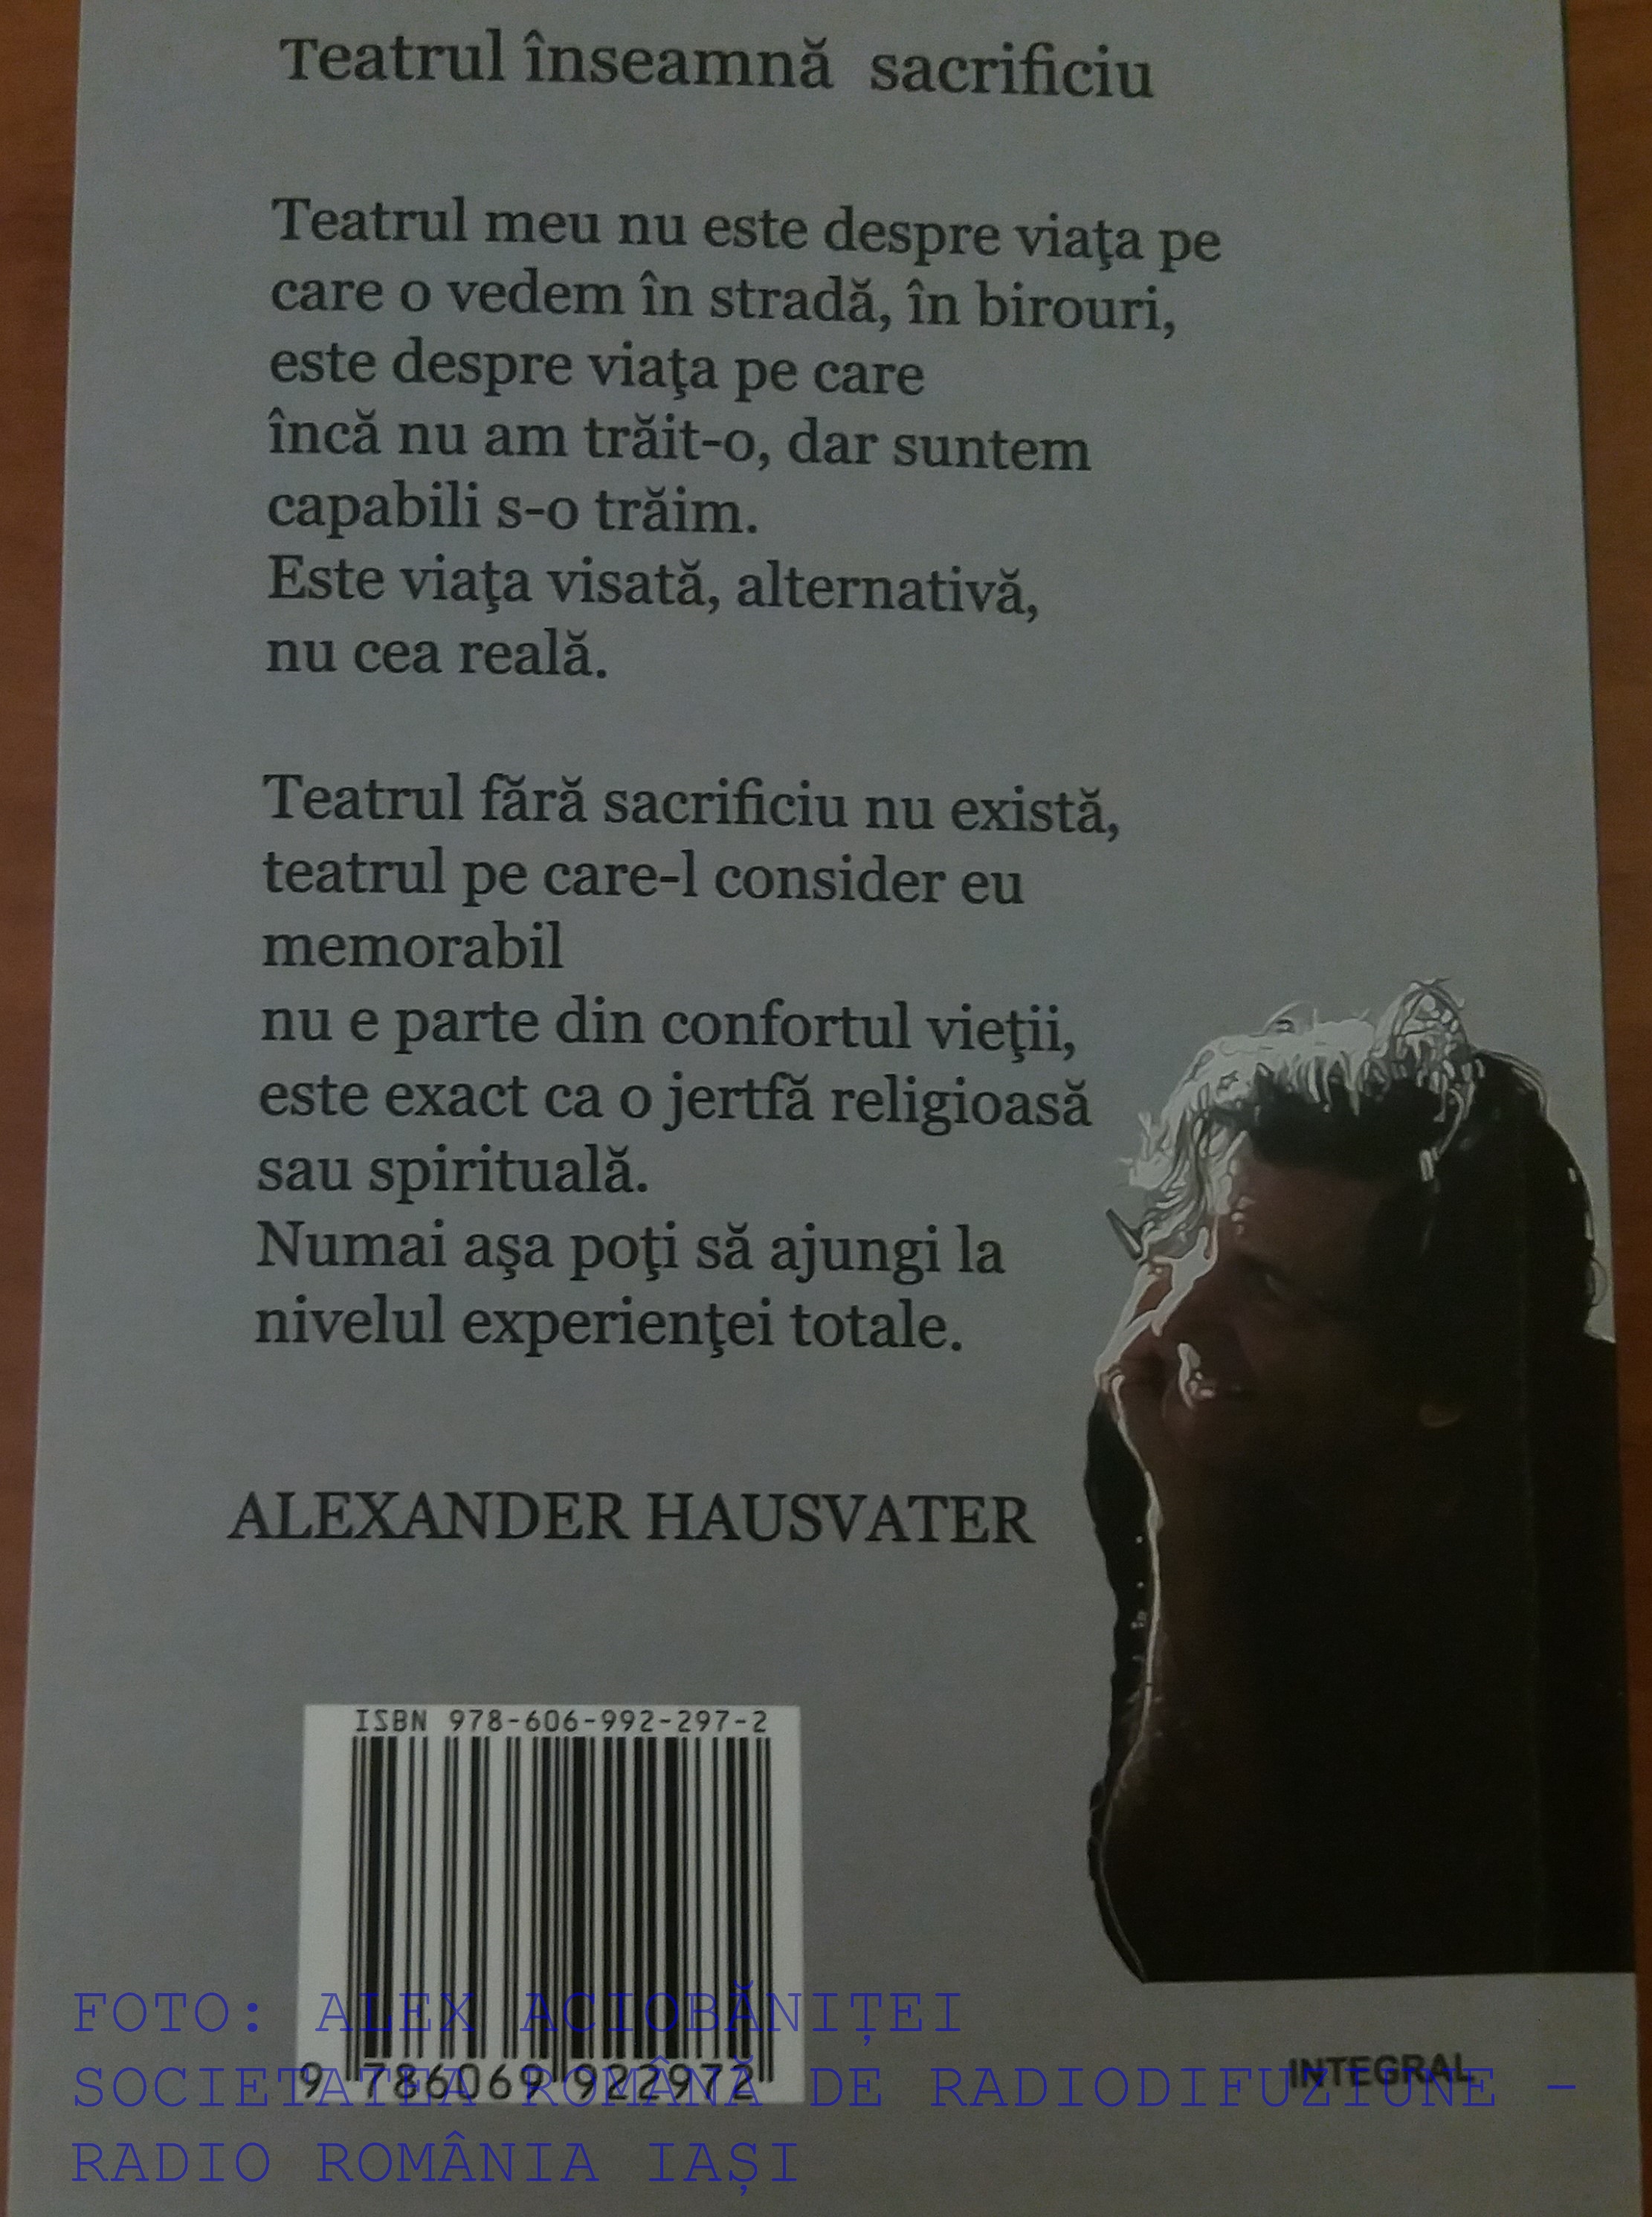 Teatrul înseamnă sacrificiu
Teatrul meu nu este despre viaţa pe
care o vedem în stradă, în birouri,
este despre viaţa pe care
încă nu am trăit-o, dar suntem
capabili s-o trăim.
Este viaţa visată, alternativă,
nu cea reală.
Teatrul fără sacrificiu nu există,
teatrul pe care-l consider eu
memorabil
nu e parte din confortul vieţii,
este exact ca o jertfă religioasă
sau spirituală.
Numai aşa poţi să ajungi la
nivelul experienţei totale.
ALEXANDER HAUSVATER
ISBN 978-606-992-297-2
9 786069 922972
INTEGRAL
FOTO: ALEX ACIOBĂNIȚEI
SOCIETATEA ROMÂNĂ DE RADIODIFUZIUNE –
RADIO ROMÂNIA IAȘI